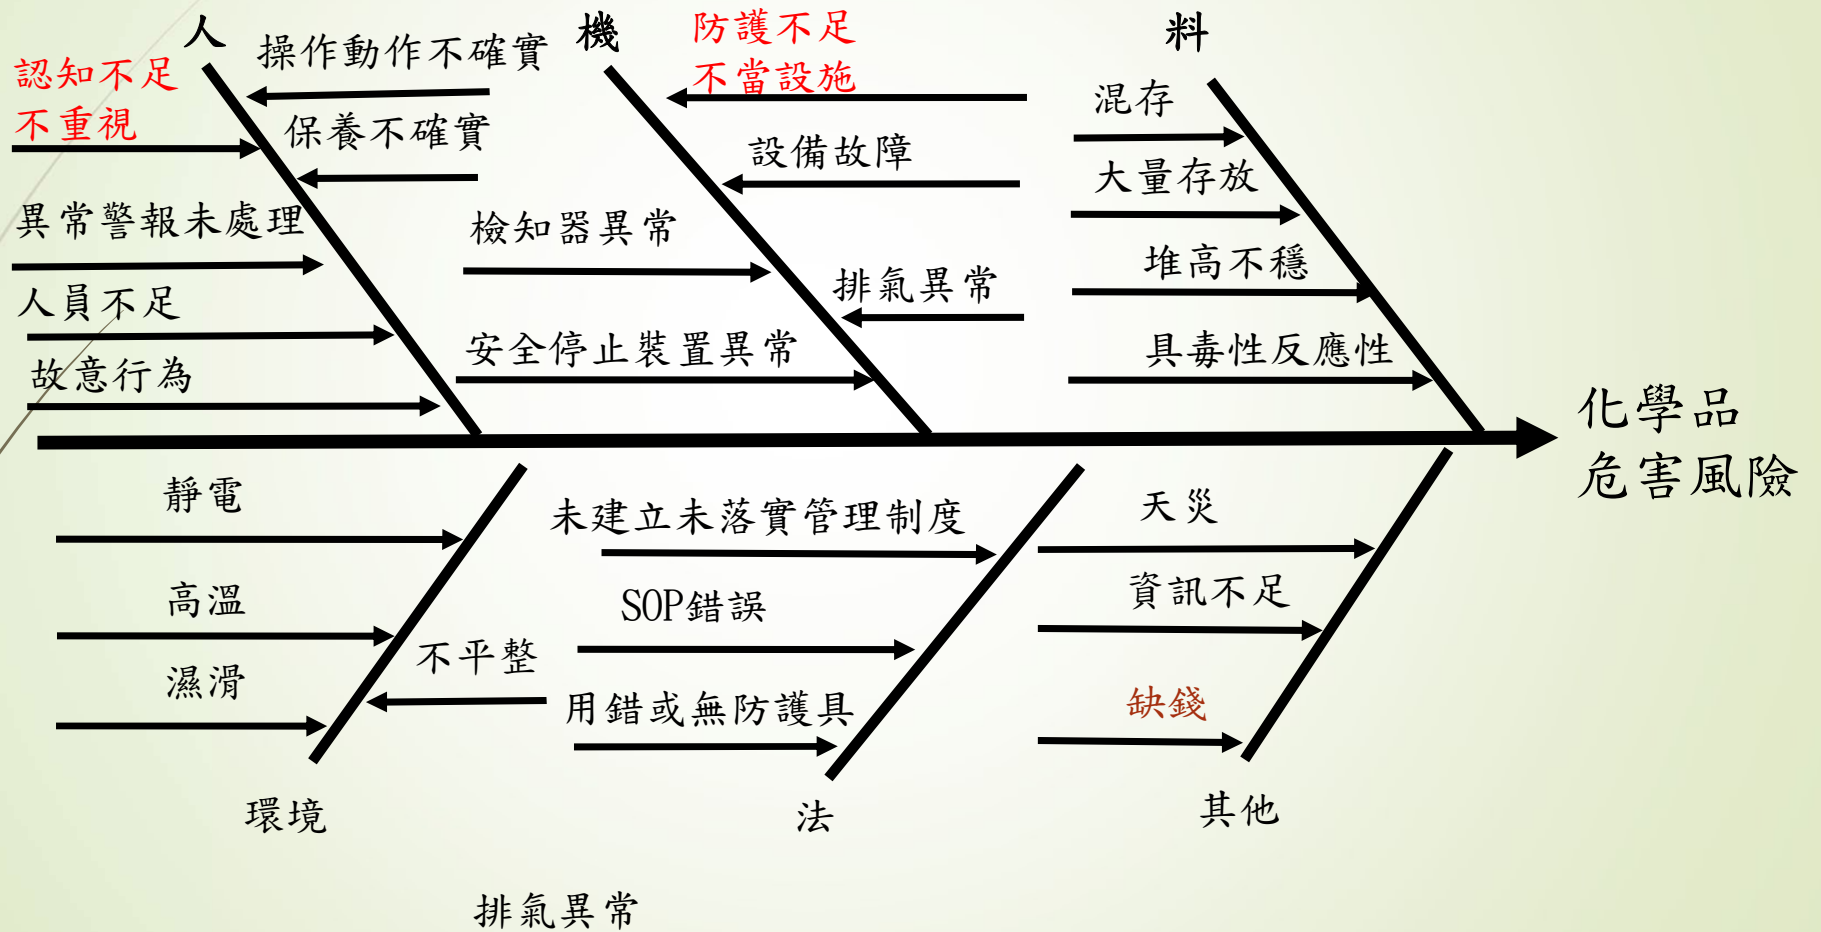 人
機
料
操作動作不確實
防護不足
不當設施
認知不足
不重視
保養不確實
設備故障
混存
大量存放
異常警報未處理
檢知器異常
排氣異常
堆高不穩
人員不足
安全停止裝置異常
具毒性反應性
故意行為
化學品
危害風險
靜電
未建立未落實管理制度
天災
高溫
SOP錯誤
資訊不足
不平整
濕滑
用錯或無防護具
缺錢
環境
法
其他
排氣異常